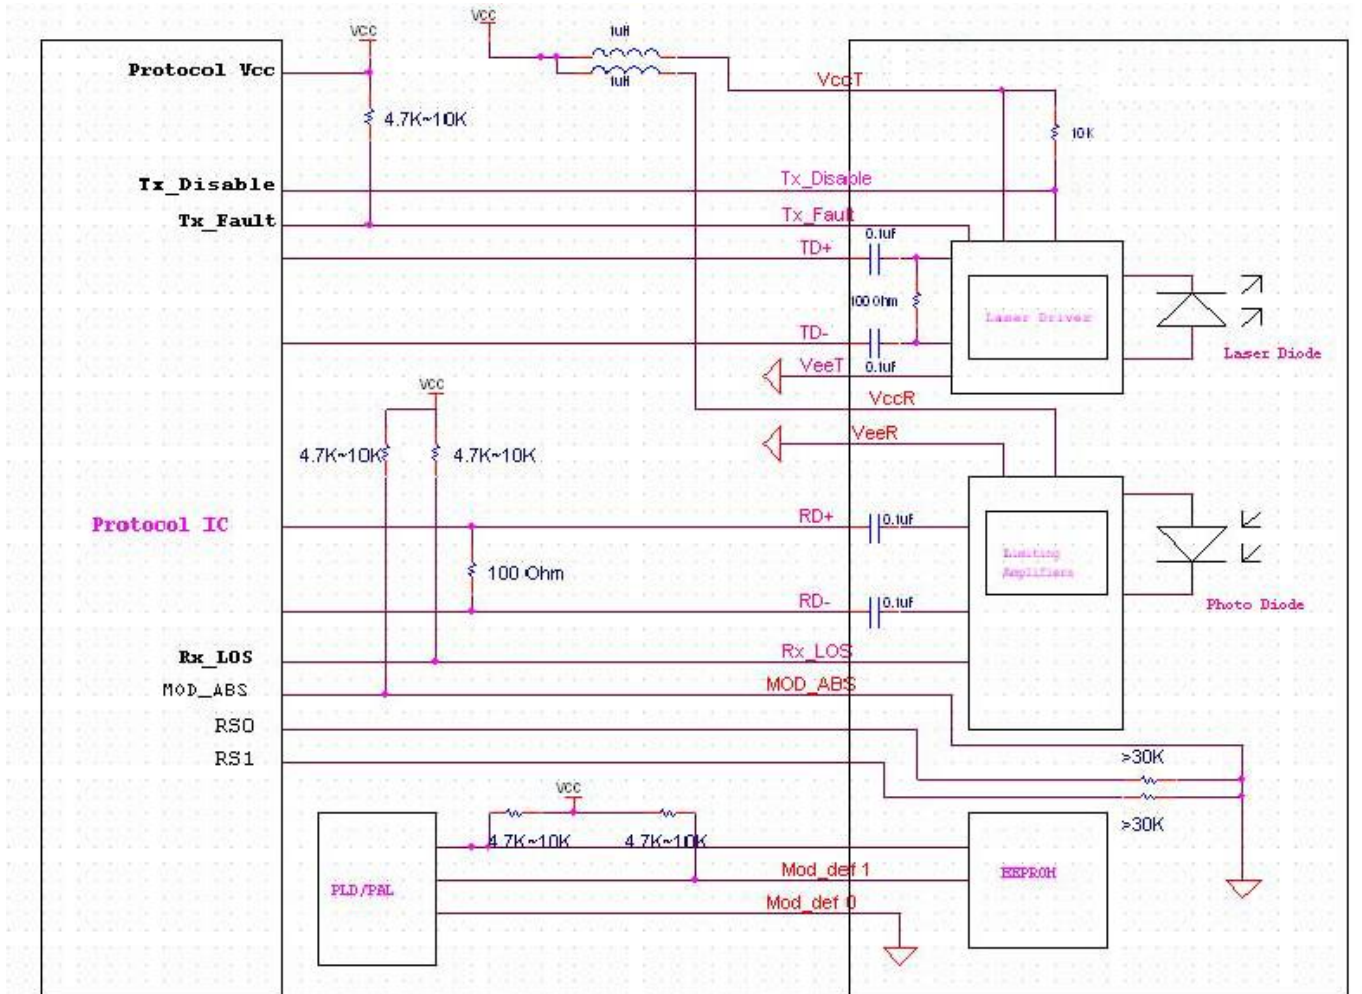 VCC
VCC
1uH
Protocol Vcc
1uH
VccT
4.7K~10K
10K
Tx_Disable
Tx_Disable
Tx_Fault
Tx_Fault
0.1uF
TD+
100 Ohm
Laser Driver
TD-
Laser Diode
VeeT
0.1uF
VCC
VccR
VeeR
4.7K~10K
4.7K~10K
Protocol IC
RD+
0.1uF
Limiting
Amplifiers
100 Ohm
RD-
0.1uF
Photo Diode
Rx_LOS
Rx_LOS
MOD_ABS
MOD_ABS
RS0
RS1
>30K
VCC
>30K
4.7K~10K
4.7K~10K
Mod_def 1
EEPROM
PLD/PAL
Mod_def 0